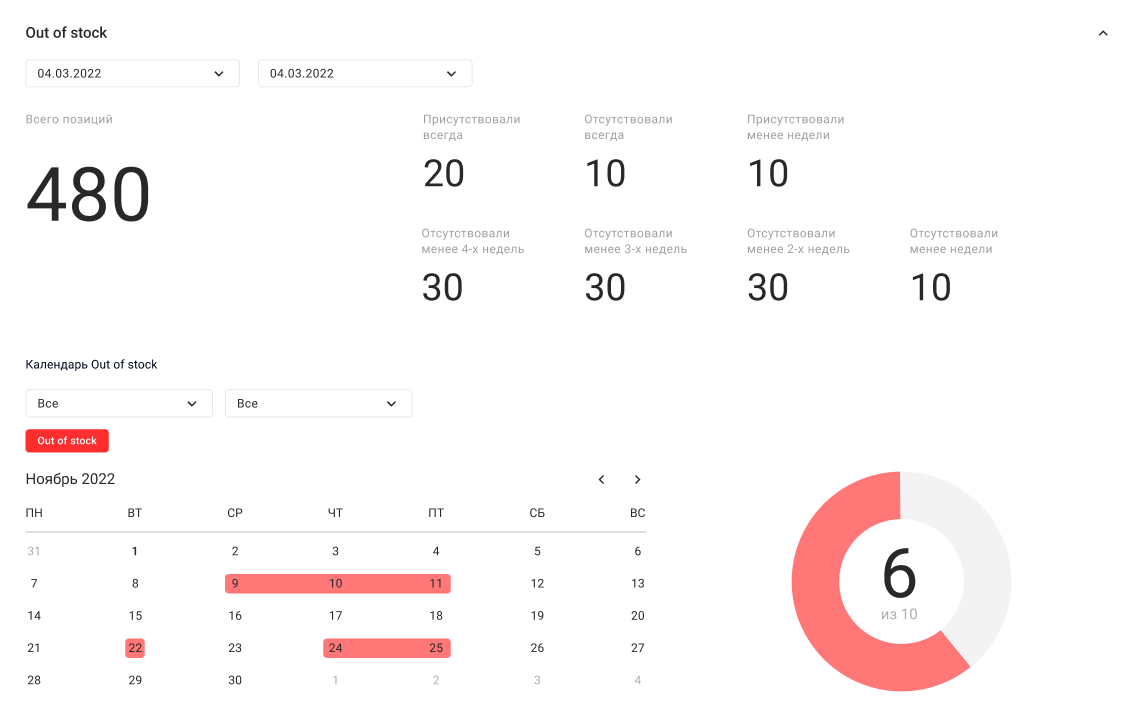 Out of stock
04.03.2022 04.03.2022
Всего позиций
480
Присутствовали
всегда
20
Отсутствовали
всегда
10
Присутствовали
менее недели
10
Отсутствовали
менее 4-х недель
30
Отсутствовали
менее 3-х недель
30
Отсутствовали
менее 2-х недель
30
Отсутствовали
менее недели
10
Календарь Out of stock
Все Все
Out of stock
Ноябрь 2022
ПН ВТ СР ЧТ ПТ СБ ВС
31 1 2 3 4 5 6
7 8 9 10 11 12 13
14 15 16 17 18 19 20
21 22 23 24 25 26 27
28 29 30 1 2 3 4
6
из 10